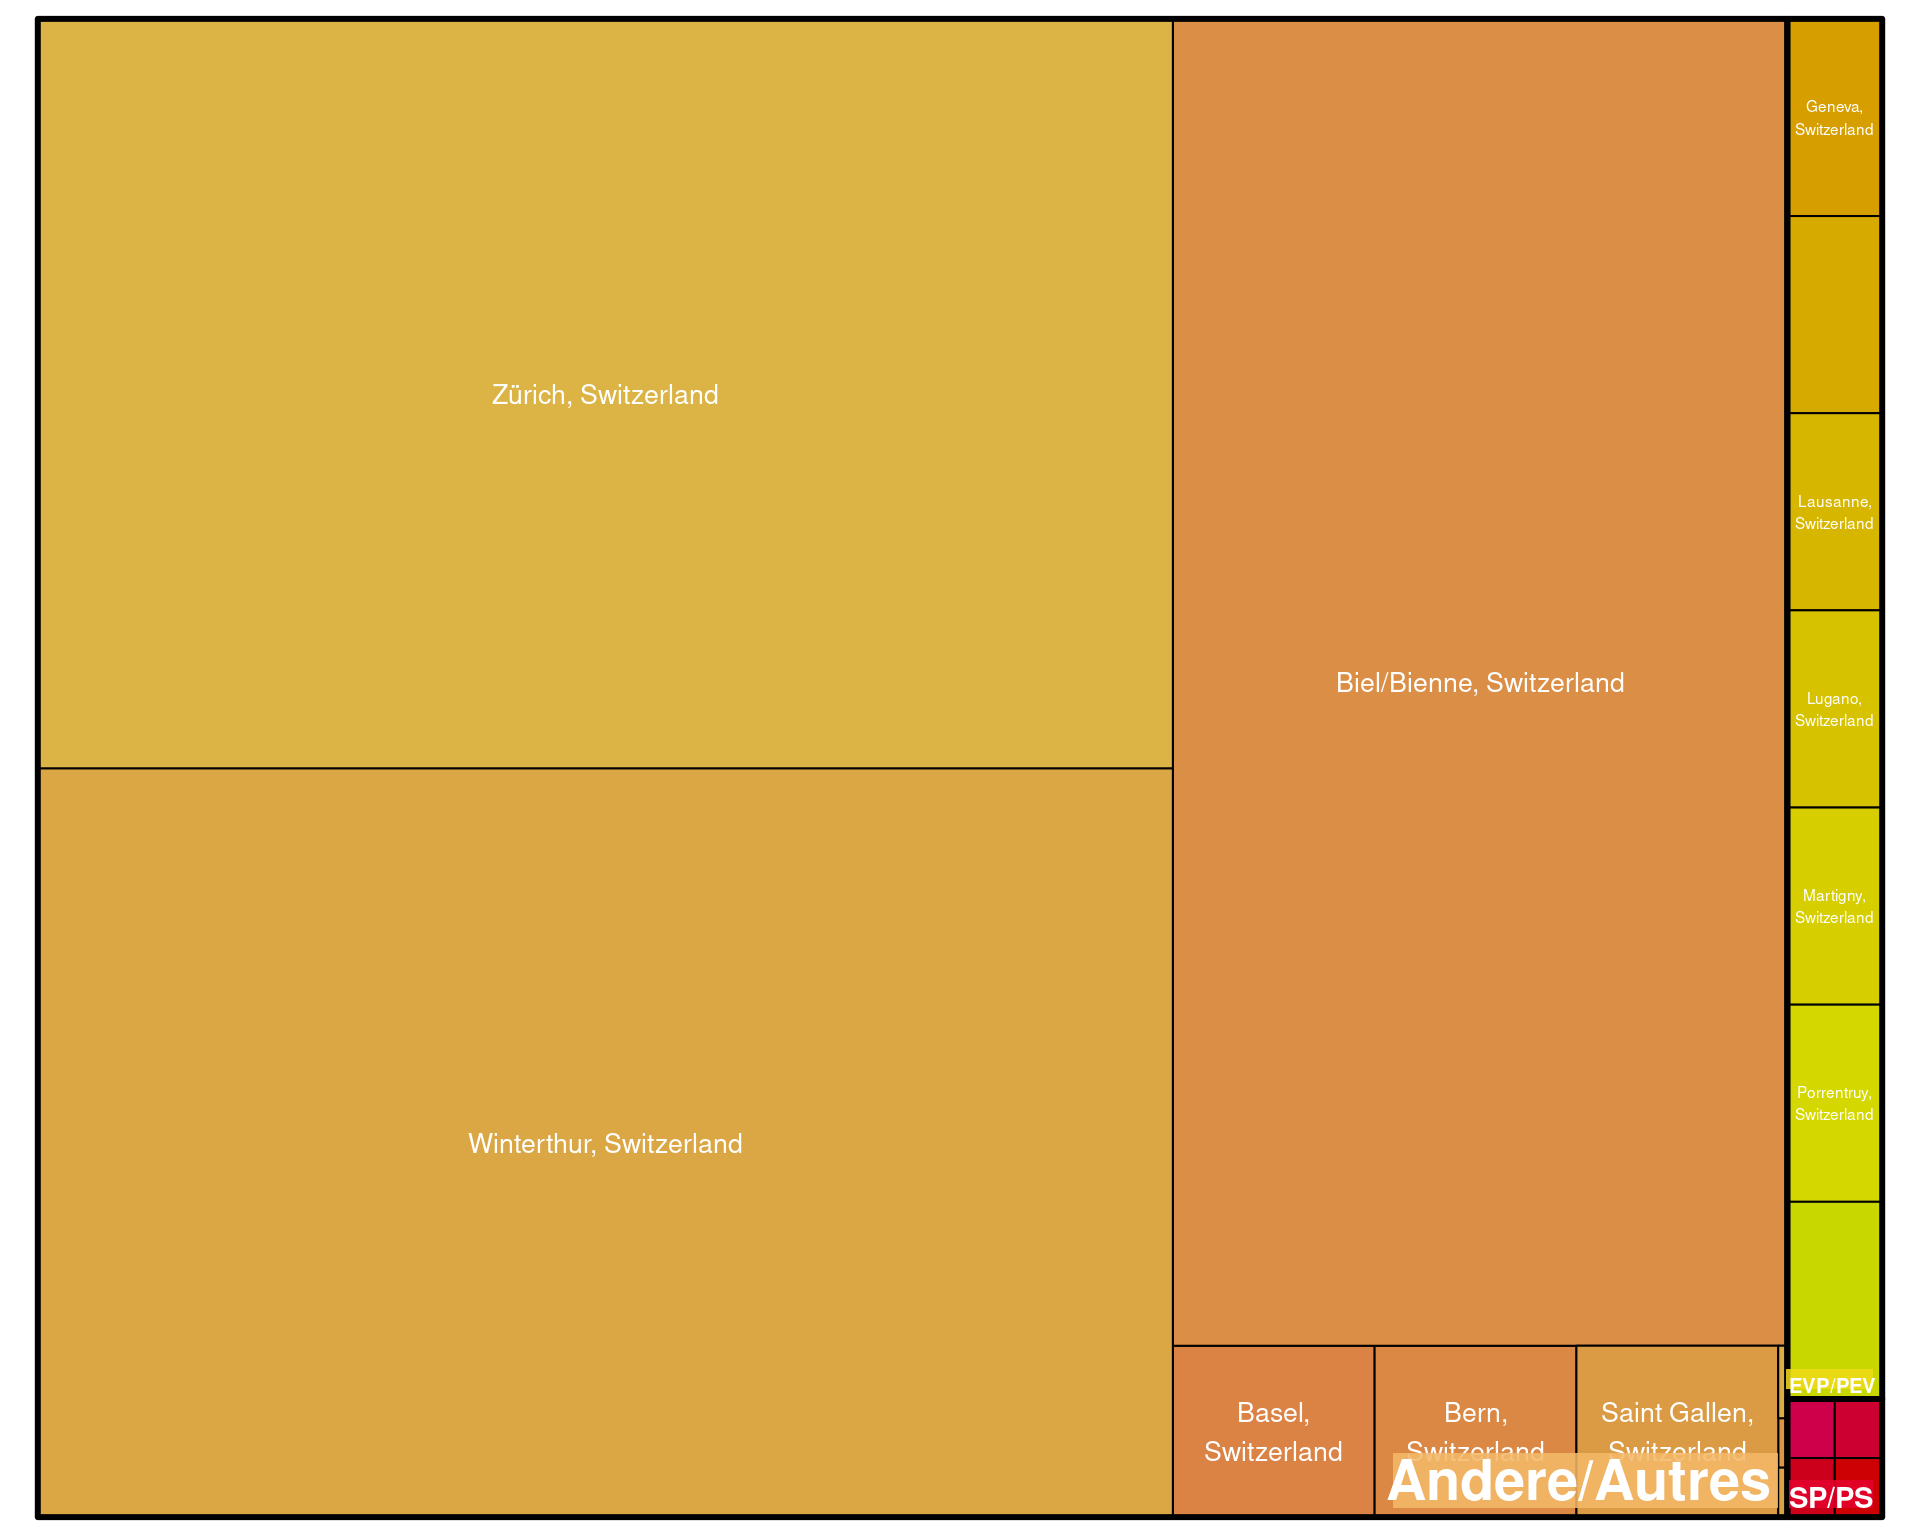 Zürich, Switzerland
Winterthur, Switzerland
Biel/Bienne, Switzerland
Basel,
Switzerland
Bern,
Switzerland
Saint Gallen,
Switzerland
Andere/Autres
Geneva,
Switzerland
Lausanne,
Switzerland
Lugano,
Switzerland
Martigny,
Switzerland
Porrentruy,
Switzerland
EVP/PEV
SP/PS